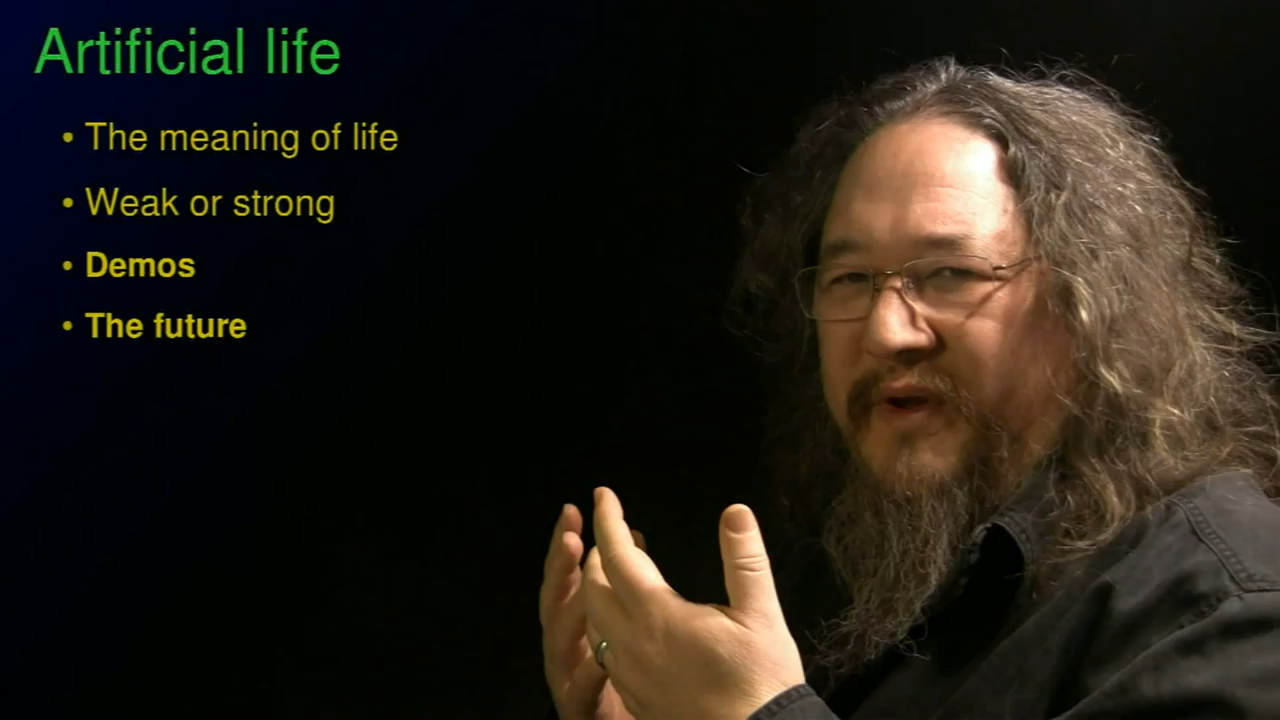 Artificial life
• The meaning of life
• Weak or strong
• Demos
• The future